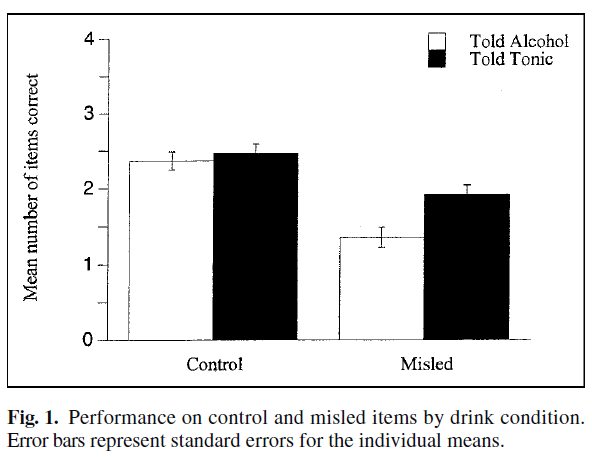 4
3
2
1
0
Mean number of items correct
Told Alcohol
Told Tonic
Control
Misled
Fig. 1. Performance on control and misled items by drink condition.
Error bars represent standard errors for the individual means.